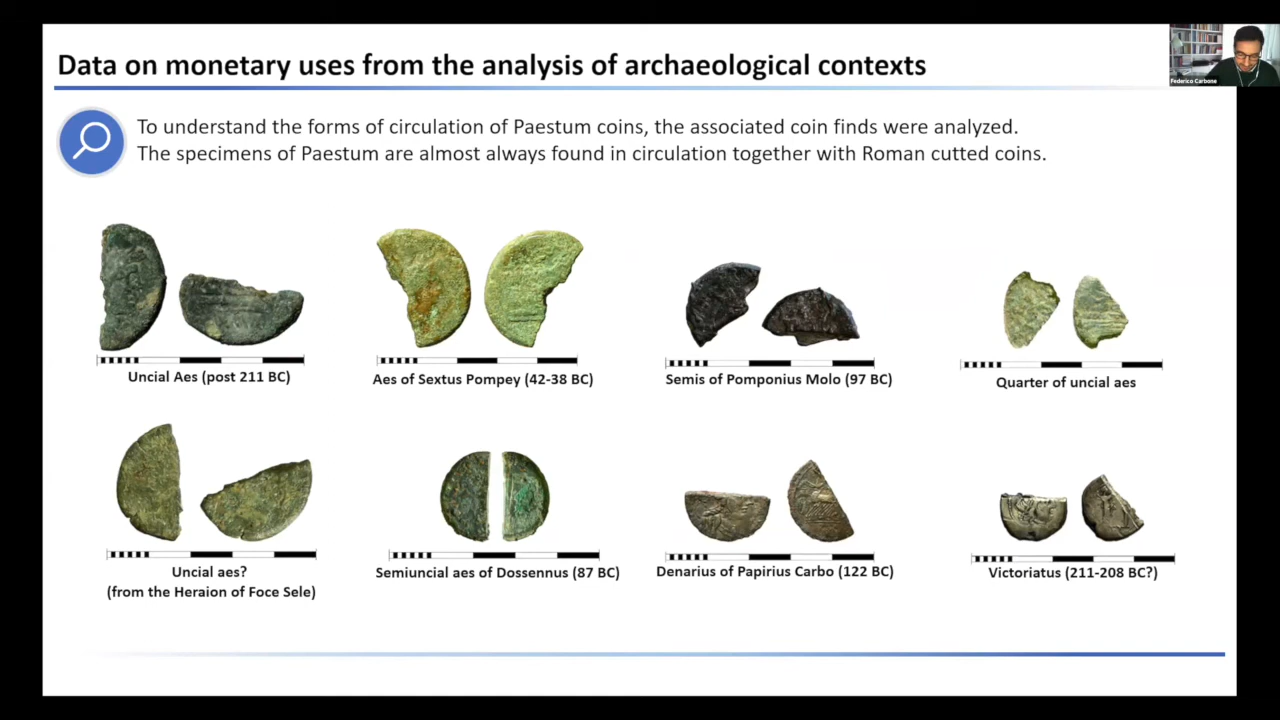 Data on monetary uses from the analysis of archaeological contexts
Federico Carbone
To understand the forms of circulation of Paestum coins, the associated coin finds were analyzed.
The specimens of Paestum are almost always found in circulation together with Roman cutted coins.
Uncial Aes (post 211 BC)
Aes of Sextus Pompey (42-38 BC)
Semis of Pomponius Molo (97 BC)
Quarter of uncial aes
Uncial aes?
(from the Heraion of Foce Sele)
Semiuncial aes of Dossennus (87 BC)
Denarius of Papirius Carbo (122 BC)
Victoriatus (211-208 BC?)